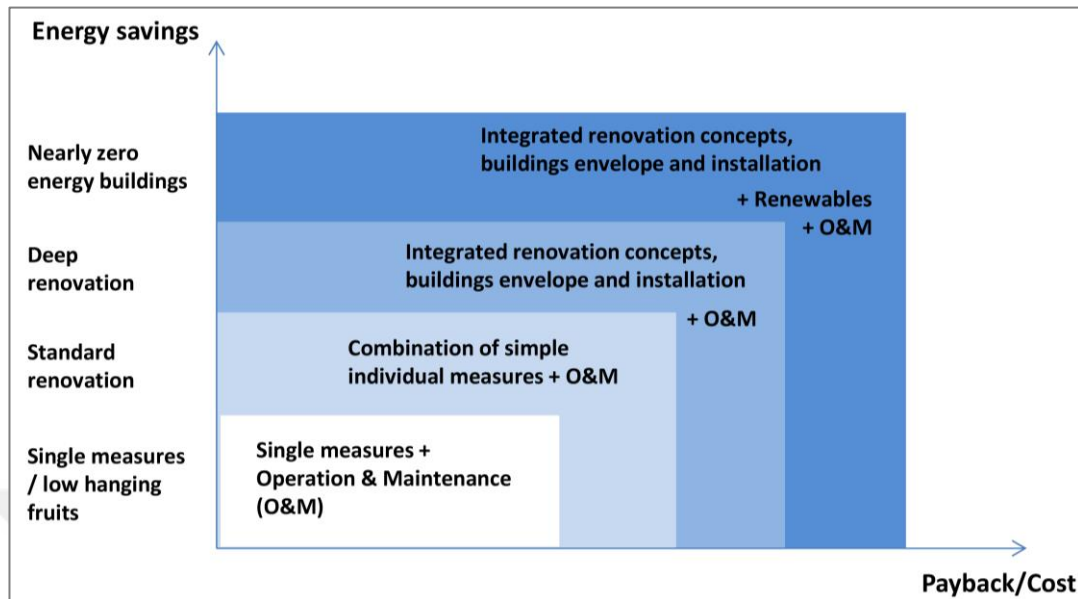 Energy savings
Nearly zero
energy buildings
Integrated renovation concepts,
buildings envelope and installation
+ Renewables
+ O&M
Deep
renovation
Integrated renovation concepts,
buildings envelope and installation
+ O&M
Standard
renovation
Combination of simple
individual measures + O&M
Single measures
/ low hanging
fruits
Single measures +
Operation & Maintenance
(O&M)
Payback/Cost